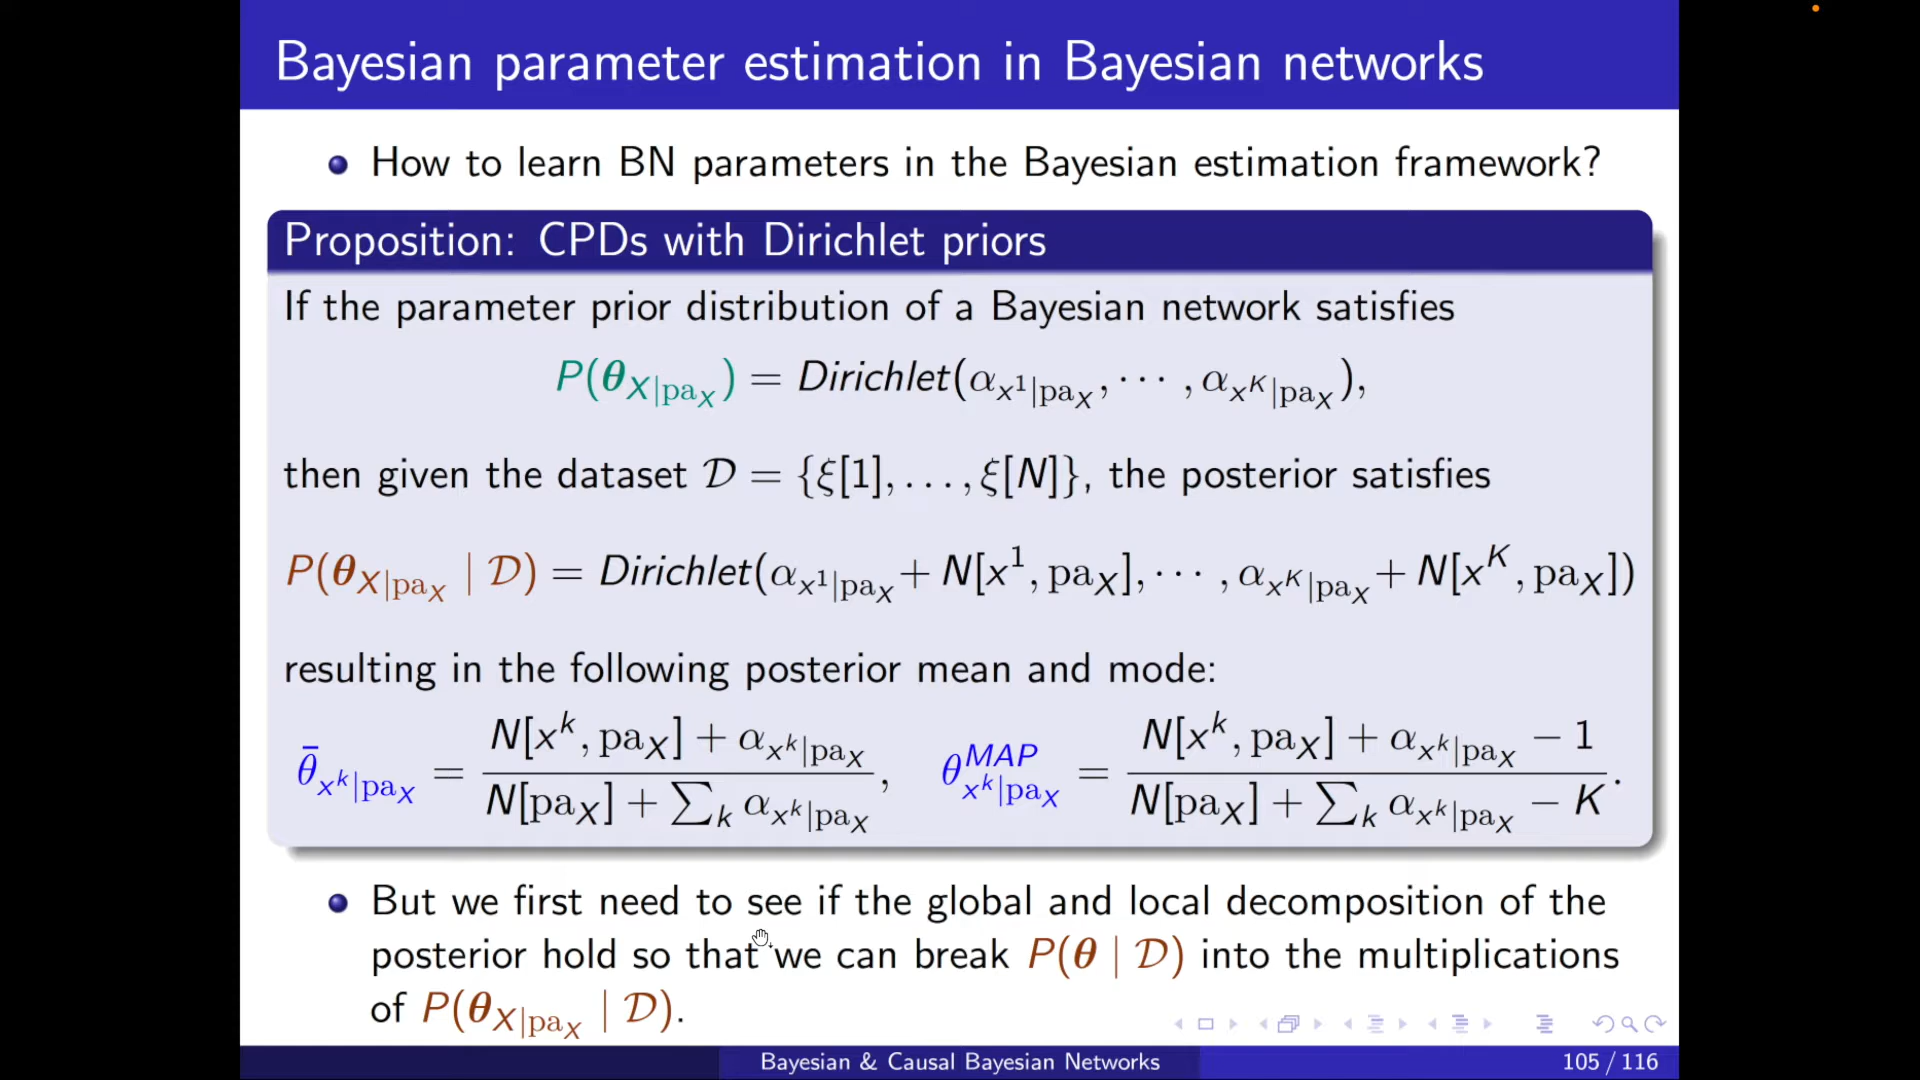 Bayesian parameter estimation in Bayesian networks
How to learn BN parameters in the Bayesian estimation framework?
Proposition: CPDs with Dirichlet priors
If the parameter prior distribution of a Bayesian network satisfies
P(θ_{X|pa_X}) = Dirichlet(α_{x^1|pa_X}, ⋯ , α_{x^K|pa_X}),
then given the dataset 𝒟 = {ξ[1], . . . , ξ[N]}, the posterior satisfies
P(θ_{X|pa_X} | 𝒟) = Dirichlet(α_{x^1|pa_X} + N[x^1, pa_X], ⋯ , α_{x^K|pa_X} + N[x^K, pa_X])
resulting in the following posterior mean and mode:
θ̄_{x^k|pa_X} = \frac{N[x^k, pa_X] + α_{x^k|pa_X}}{N[pa_X] + ∑_k α_{x^k|pa_X}}, θ^{MAP}_{x^k|pa_X} = \frac{N[x^k, pa_X] + α_{x^k|pa_X} − 1}{N[pa_X] + ∑_k α_{x^k|pa_X} − K}.
But we first need to see if the global and local decomposition of the
posterior hold so that we can break P(θ | 𝒟) into the multiplications
of P(θ_{X|pa_X} | 𝒟).
Bayesian & Causal Bayesian Networks
105 / 116